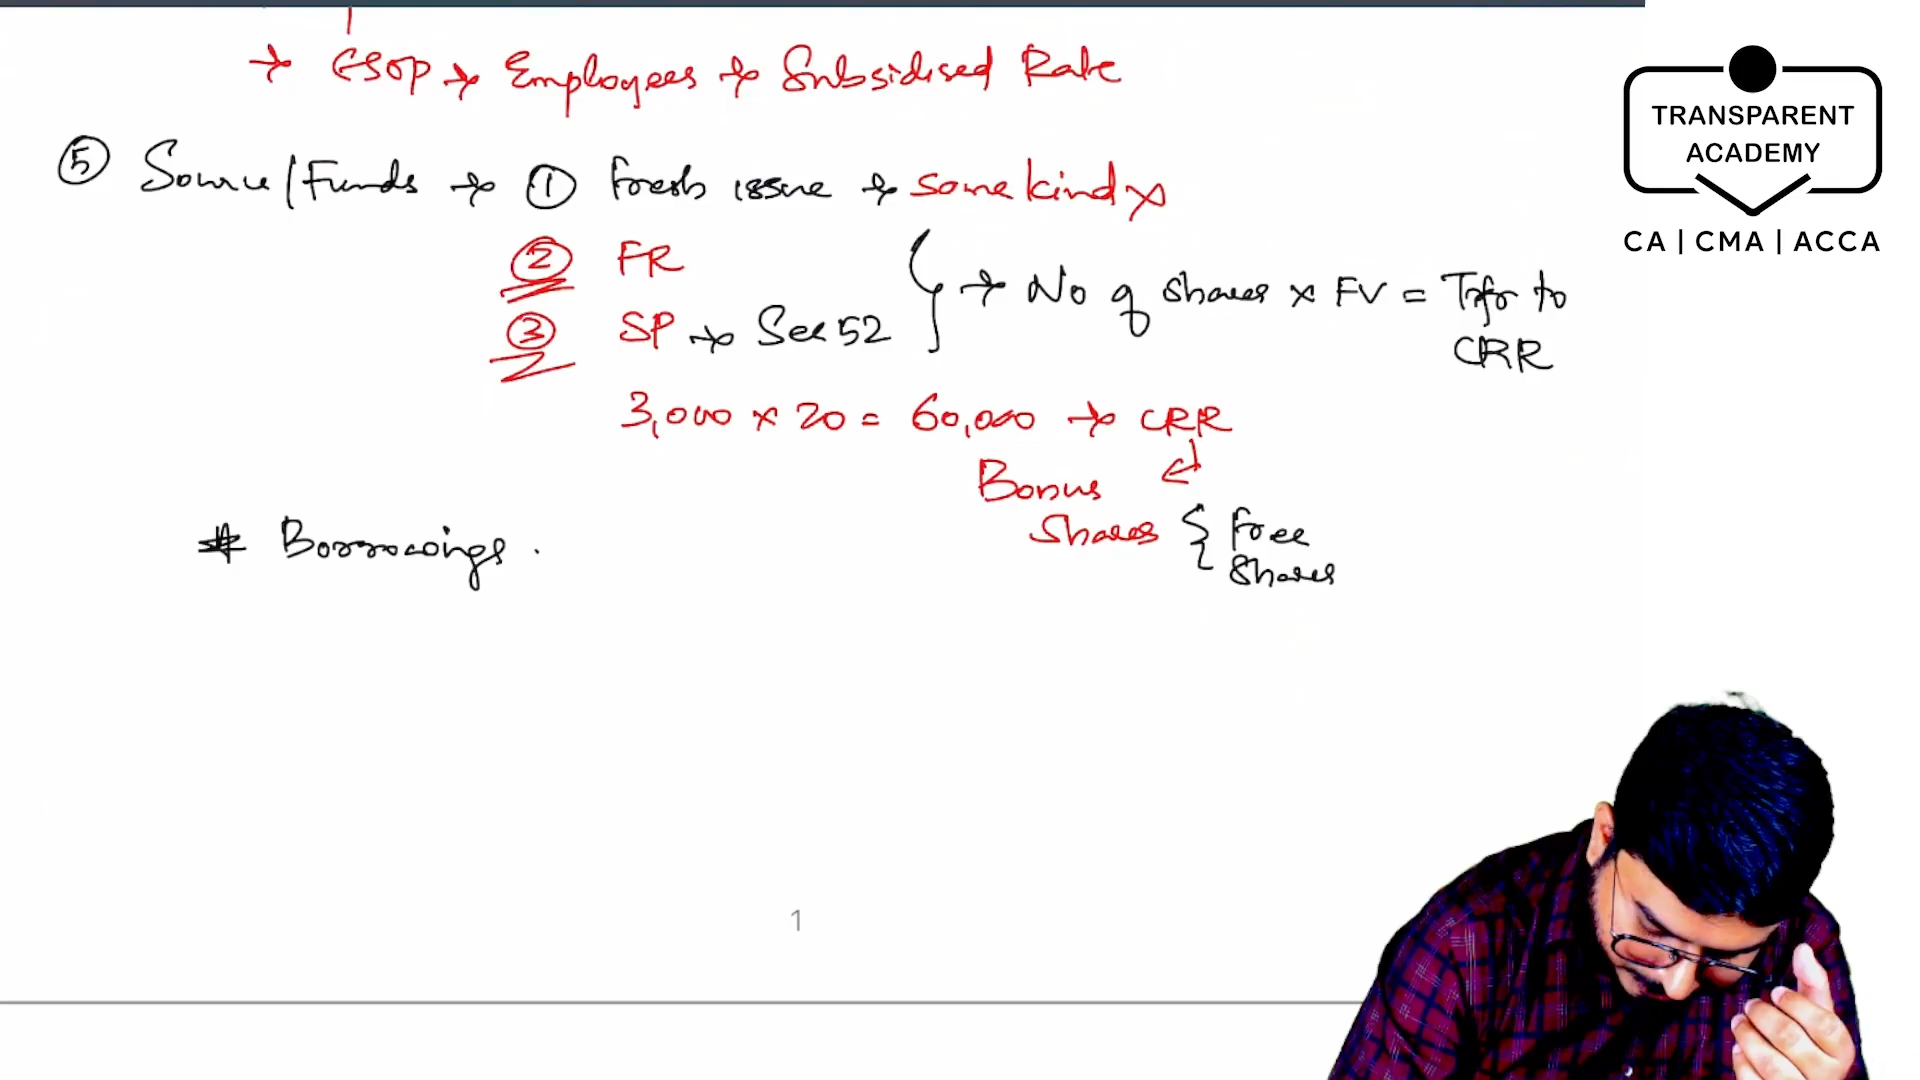 → ESOP → Employees → Subsidised Rate
⑤ Source/Funds → ① Fresh issue → same kind x
② FR
③ SP → Sec 52 } → No of shares x FV = Trfr to CRR
3,000 x 20 = 60,000 → CRR
Bonus
Shares { Free
Shares
* Borrowings .
1
TRANSPARENT
ACADEMY
CA | CMA | ACCA